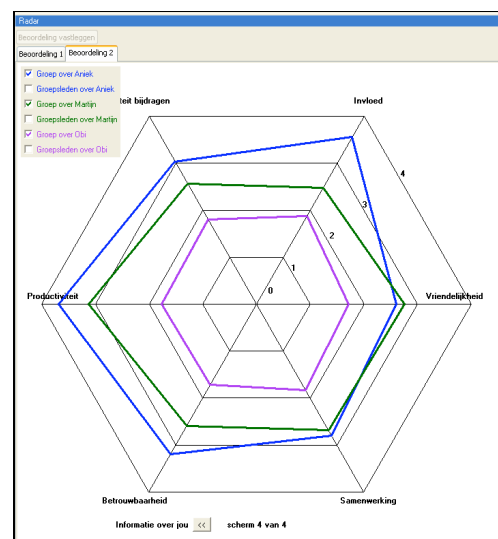 Radar
Beoordeling vastleggen
Beoordeling 1
Beoordeling 2
Groep over Aniek
Groepsleden over Aniek
Groep over Martijn
Groepsleden over Martijn
Groep over Obi
Groepsleden over Obi
bijdragen
Invloed
4
3
2
1
0
Productiviteit
Vriendelijkheid
Betrouwbaarheid
Samenwerking
Informatie over jou << scherm 4 van 4